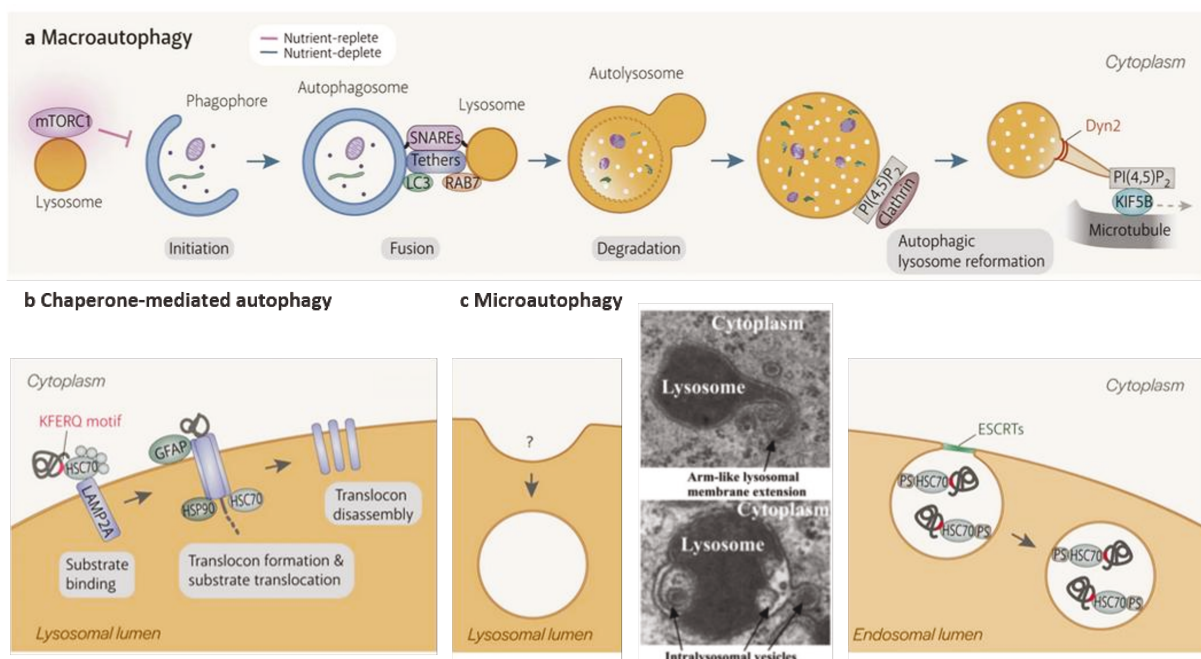 a Macroautophagy
Nutrient-replete
Nutrient-deplete
Cytoplasm
mTORC1
Lysosome
Phagophore
Initiation
Autophagosome
Lysosome
SNAREs
Tethers
LC3
RAB7
Fusion
Autolysosome
Degradation
PI(4,5)P₂
Clathrin
Autophagic
lysosome reformation
Dyn2
PI(4,5)P₂
KIF5B
Microtubule
b Chaperone-mediated autophagy
Cytoplasm
KFERQ motif
HSC70
LAMP2A
Substrate
binding
GFAP
HSP90
HSC70
Translocon formation &
substrate translocation
Translocon
disassembly
Lysosomal lumen
c Microautophagy
?
Lysosomal lumen
Cytoplasm
Lysosome
Arm-like lysosomal
membrane extension
Cytoplasm
Lysosome
Intralysosomal vesicles
Cytoplasm
ESCRTs
PS HSC70
HSC70 PS
PS HSC70
HSC70 PS
Endosomal lumen